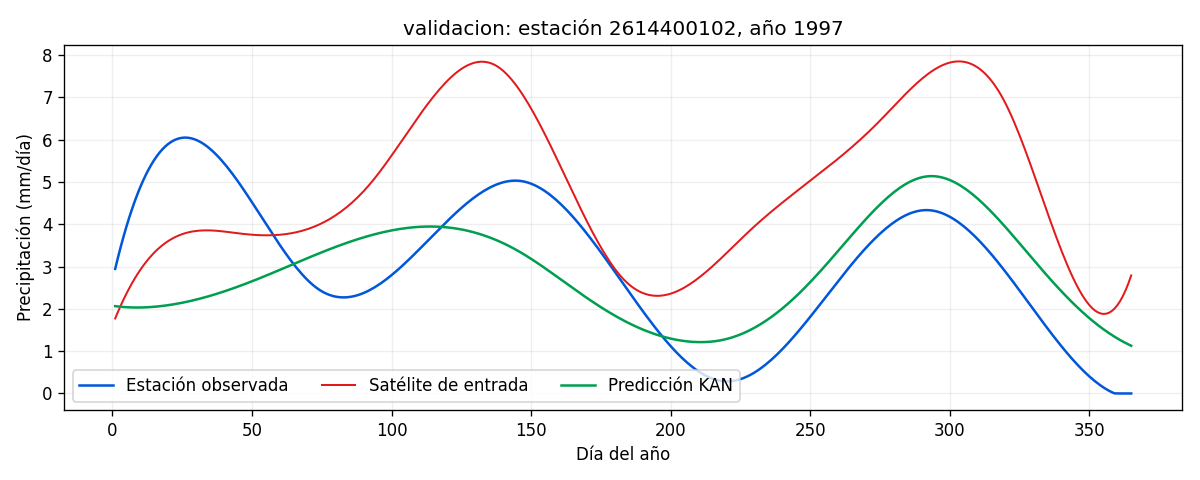 validacion: estación 2614400102, año 1997
Precipitación (mm/día)
8
7
6
5
4
3
2
1
0
Estación observada Satélite de entrada Predicción KAN
0 50 100 150 200 250 300 350
Día del año